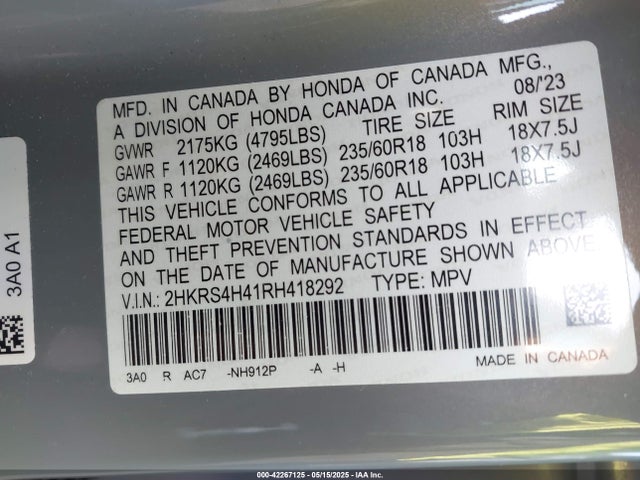 MFD. IN CANADA BY HONDA OF CANADA MFG.,
A DIVISION OF HONDA CANADA INC. 08/'23
GVWR 2175KG (4795LBS) TIRE SIZE RIM SIZE
GAWR F 1120KG (2469LBS) 235/60R18 103H 18X7.5J
GAWR R 1120KG (2469LBS) 235/60R18 103H 18X7.5J
THIS VEHICLE CONFORMS TO ALL APPLICABLE
FEDERAL MOTOR VEHICLE SAFETY
AND THEFT PREVENTION STANDARDS IN EFFECT
ON THE DATE OF MANUFACTURE SHOWN ABOVE
V.I.N.: 2HKRS4H41RH418292 TYPE: MPV
3A0 R AC7 -NH912P -A -H MADE IN CANADA
3A0 A1
000-42267125 - 05/15/2025 - IAA Inc.